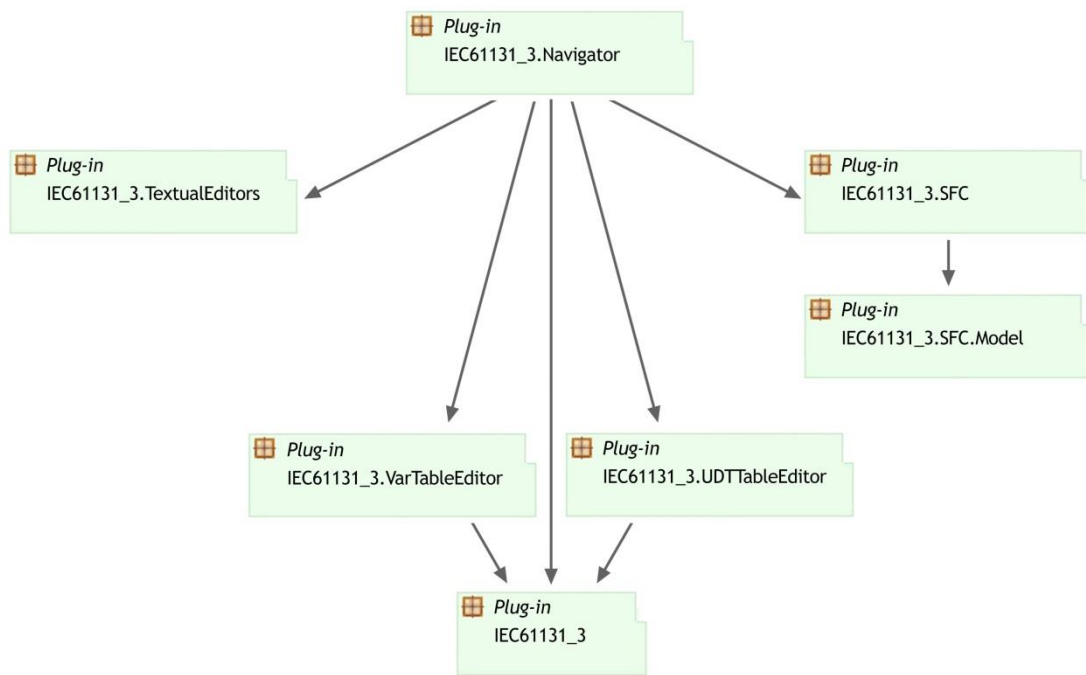 Plug-in
IEC61131_3.Navigator
Plug-in
IEC61131_3.TextualEditors
Plug-in
IEC61131_3.SFC
Plug-in
IEC61131_3.SFC.Model
Plug-in
IEC61131_3.VarTableEditor
Plug-in
IEC61131_3.UDTTableEditor
Plug-in
IEC61131_3